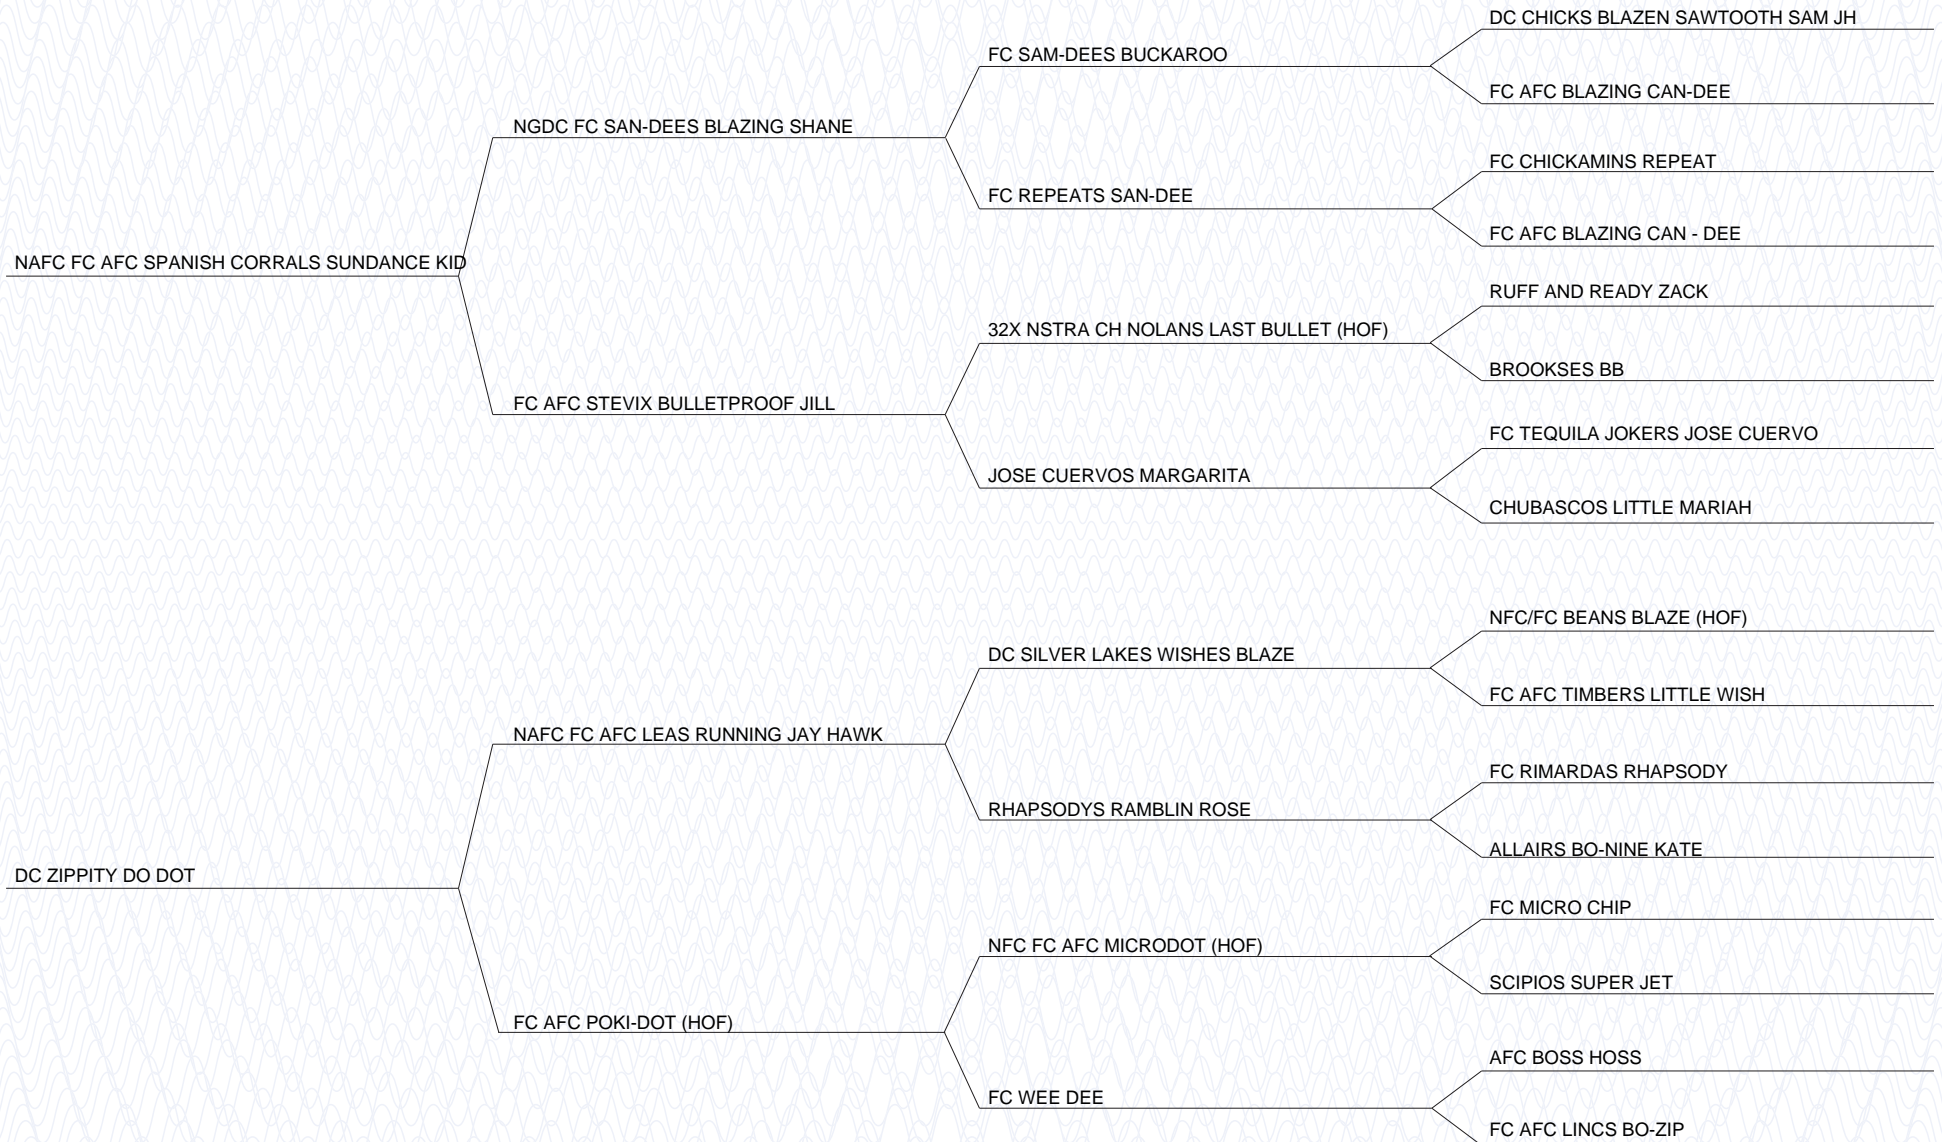 DC CHICKS BLAZEN SAWTOOTH SAM JH
FC SAM-DEES BUCKAROO
FC AFC BLAZING CAN-DEE
NGDC FC SAN-DEES BLAZING SHANE
FC CHICKAMINS REPEAT
FC REPEATS SAN-DEE
FC AFC BLAZING CAN - DEE
NAFC FC AFC SPANISH CORRALS SUNDANCE KID
RUFF AND READY ZACK
32X NSTRA CH NOLANS LAST BULLET (HOF)
BROOKSES BB
FC AFC STEVIX BULLETPROOF JILL
FC TEQUILA JOKERS JOSE CUERVO
JOSE CUERVOS MARGARITA
CHUBASCOS LITTLE MARIAH
NFC/FC BEANS BLAZE (HOF)
DC SILVER LAKES WISHES BLAZE
FC AFC TIMBERS LITTLE WISH
NAFC FC AFC LEAS RUNNING JAY HAWK
FC RIMARDAS RHAPSODY
RHAPSODYS RAMBLIN ROSE
ALLAIRS BO-NINE KATE
DC ZIPPITY DO DOT
FC MICRO CHIP
NFC FC AFC MICRODOT (HOF)
SCIPIOS SUPER JET
FC AFC POKI-DOT (HOF)
AFC BOSS HOSS
FC WEE DEE
FC AFC LINCS BO-ZIP